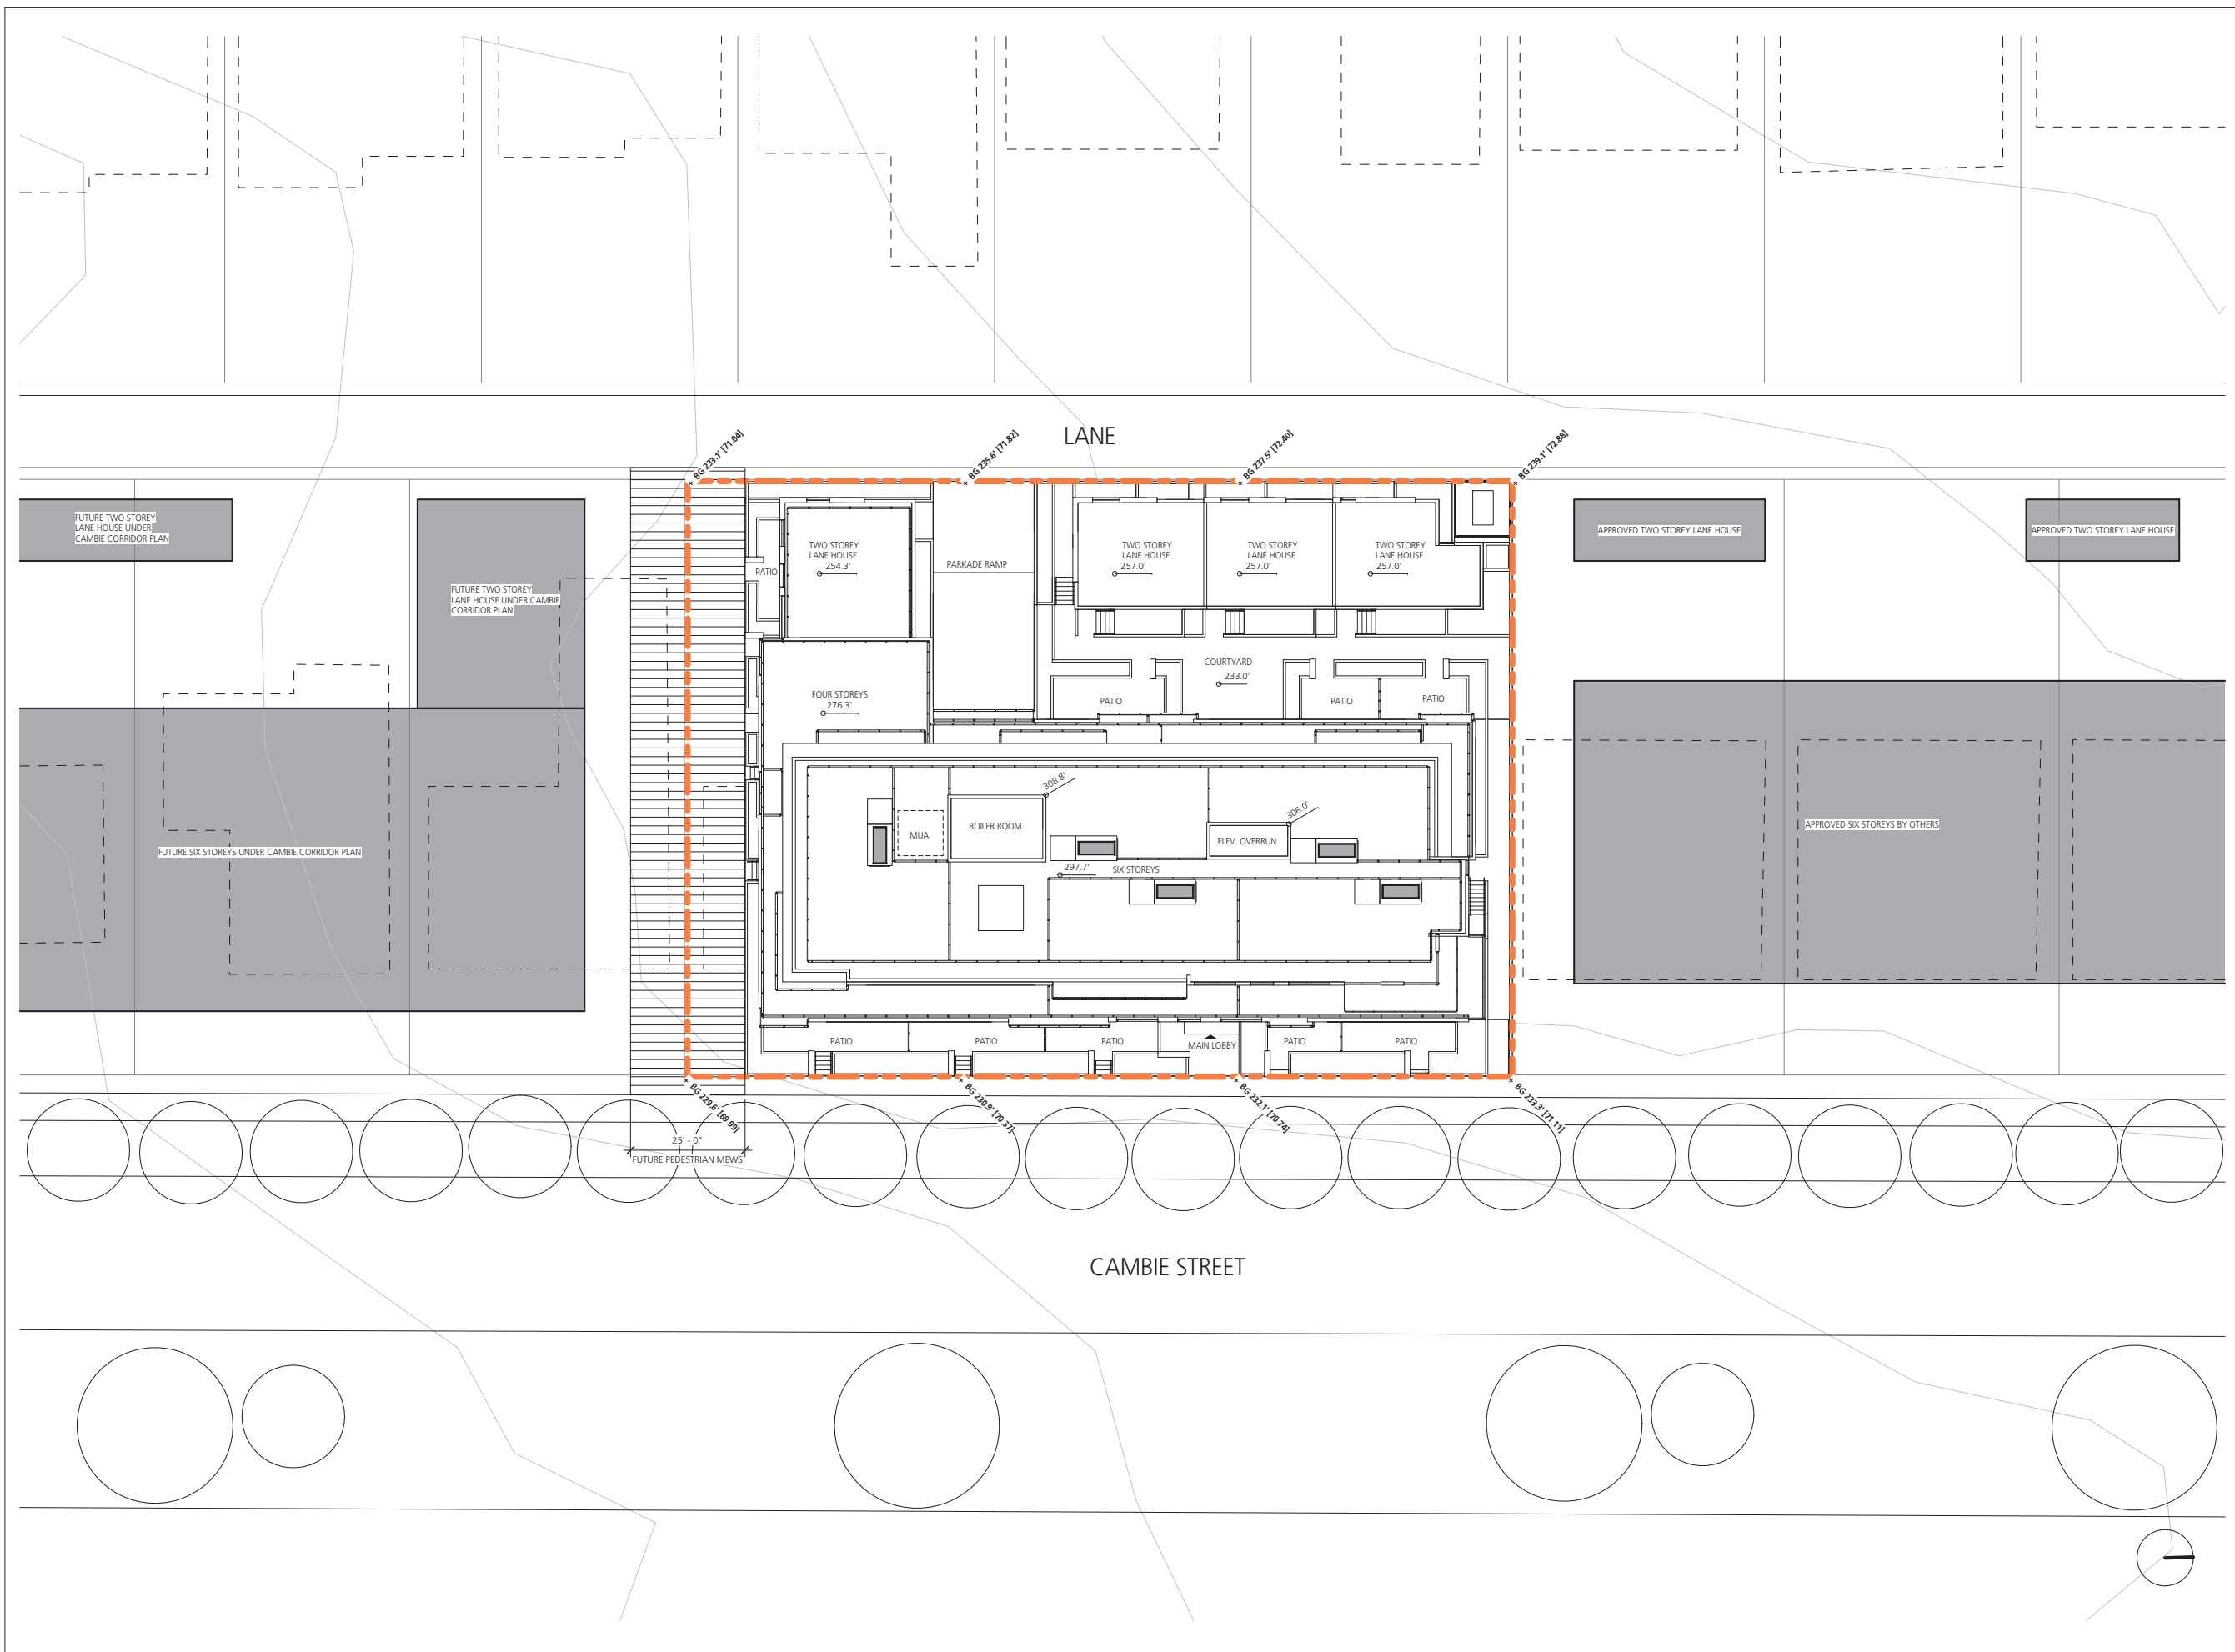 LANE
BG 233.1' [71.04]
BG 235.6' [71.82]
BG 237.5' [72.40]
BG 239.1' [72.88]
FUTURE TWO STOREY
LANE HOUSE UNDER
CAMBIE CORRIDOR PLAN
FUTURE TWO STOREY
LANE HOUSE UNDER CAMBIE
CORRIDOR PLAN
PATIO
TWO STOREY
LANE HOUSE
254.3'
PARKADE RAMP
TWO STOREY
LANE HOUSE
257.0'
TWO STOREY
LANE HOUSE
257.0'
TWO STOREY
LANE HOUSE
257.0'
APPROVED TWO STOREY LANE HOUSE
APPROVED TWO STOREY LANE HOUSE
COURTYARD
233.0'
FOUR STOREYS
276.3'
PATIO
PATIO
PATIO
308.8'
306.0'
MUA
BOILER ROOM
ELEV. OVERRUN
297.7'
SIX STOREYS
FUTURE SIX STOREYS UNDER CAMBIE CORRIDOR PLAN
APPROVED SIX STOREYS BY OTHERS
PATIO
PATIO
PATIO
MAIN LOBBY
PATIO
PATIO
BG 229.6' [69.99]
BG 230.9' [70.37]
BG 232.1' [70.74]
BG 233.3' [71.11]
25' - 0"
FUTURE PEDESTRIAN MEWS
CAMBIE STREET